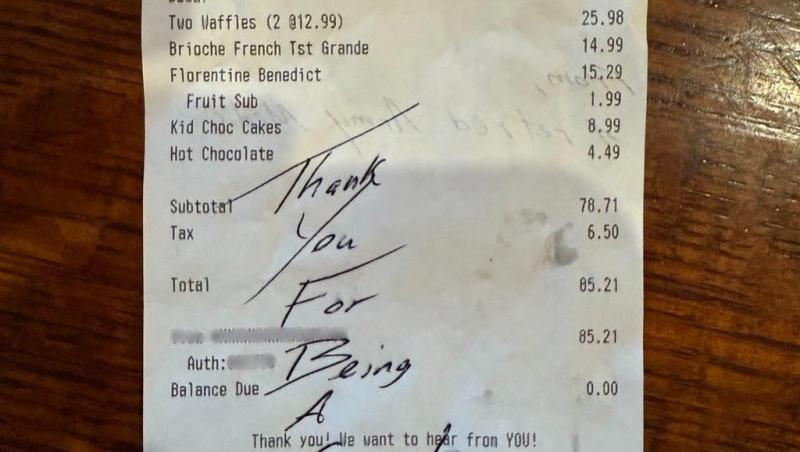 Two Waffles (2 @12.99) 25.98
Brioche French Tst Grande 14.99
Florentine Benedict 15.29
Fruit Sub 1.99
Kid Choc Cakes 8.99
Hot Chocolate 4.49
Thank
Subtotal 78.71
Tax 6.50
You
Total 85.21
For
85.21
Auth:
Being
Balance Due 0.00
A
Thank you! We want to hear from YOU!